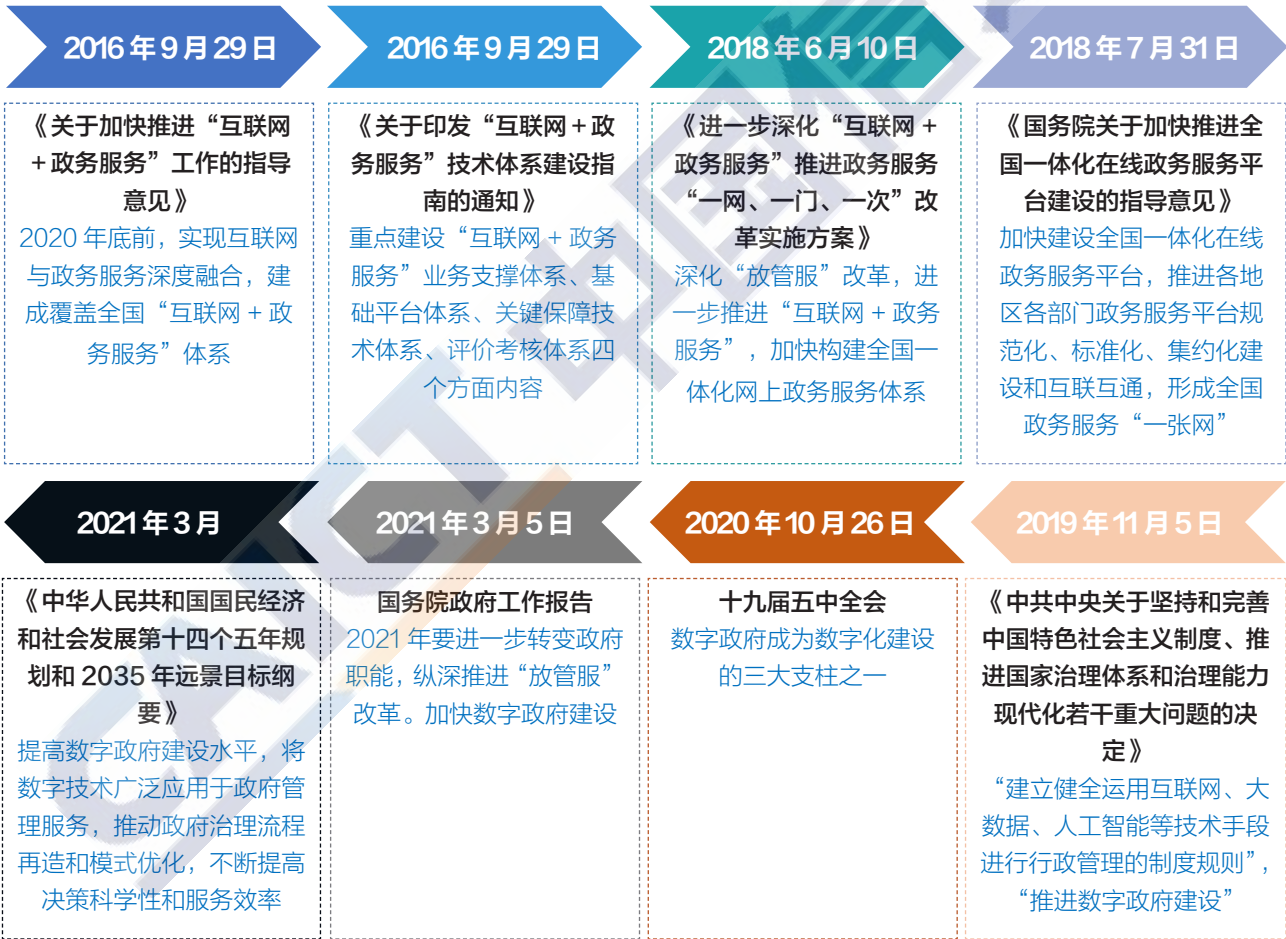 2016年9月29日
《关于加快推进“互联网
+政务服务”工作的指导
意见》
2020年底前，实现互联网
与政务服务深度融合，建
成覆盖全国“互联网+政
务服务”体系
2016年9月29日
《关于印发“互联网+政
务服务”技术体系建设指
南的通知》
重点建设“互联网+政务
服务”业务支撑体系、基
础平台体系、关键保障技
术体系、评价考核体系四
个方面内容
2018年6月10日
《进一步深化“互联网+
政务服务”推进政务服务
“一网、一门、一次”改
革实施方案》
深化“放管服”改革，进
一步推进“互联网+政务
服务”，加快构建全国一
体化网上政务服务体系
2018年7月31日
《国务院关于加快推进全
国一体化在线政务服务平
台建设的指导意见》
加快建设全国一体化在线
政务服务平台，推进各地
区各部门政务服务平台规
范化、标准化、集约化建
设和互联互通，形成全国
政务服务“一张网”
2021年3月
《中华人民共和国国民经济
和社会发展第十四个五年规
划和2035年远景目标纲
要》
提高数字政府建设水平，将
数字技术广泛应用于政府管
理服务，推动政府治理流程
再造和模式优化，不断提高
决策科学性和服务效率
2021年3月5日
国务院政府工作报告
2021年要进一步转变政府
职能，纵深推进“放管服”
改革。加快数字政府建设
2020年10月26日
十九届五中全会
数字政府成为数字化建设
的三大支柱之一
2019年11月5日
《中共中央关于坚持和完善
中国特色社会主义制度、推
进国家治理体系和治理能力
现代化若干重大问题的决
定》
“建立健全运用互联网、大
数据、人工智能等技术手段
进行行政管理的制度规则”，
“推进数字政府建设”
CAICT 中国信